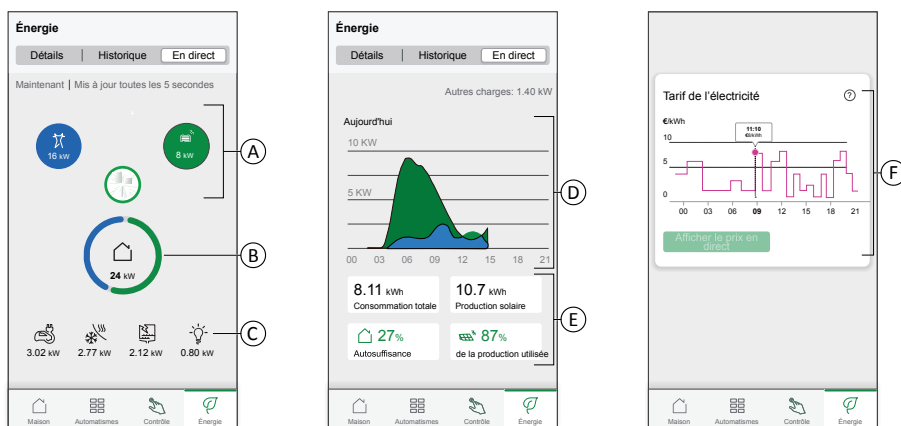 Énergie
Détails | Historique En direct
Maintenant | Mis à jour toutes les 5 secondes
16 kW
8 kW
A
24 kW
B
3.02 kW 2.77 kW 2.12 kW 0.80 kW
C
Maison Automatismes Contrôle Énergie
Énergie
Détails | Historique En direct
Autres charges: 1.40 kW
Aujourd'hui
10 KW
5 KW
00 03 06 09 12 15 18 21
D
8.11 kWh
Consommation totale
10.7 kWh
Production solaire
27%
Autosuffisance
87%
de la production utilisée
E
Maison Automatismes Contrôle Énergie
Tarif de l'électricité ?
€/kWh
11:10
€8/kWh
10
5
0
00 03 06 09 12 15 18 21
Afficher le prix en
direct
F
Maison Automatismes Contrôle Énergie